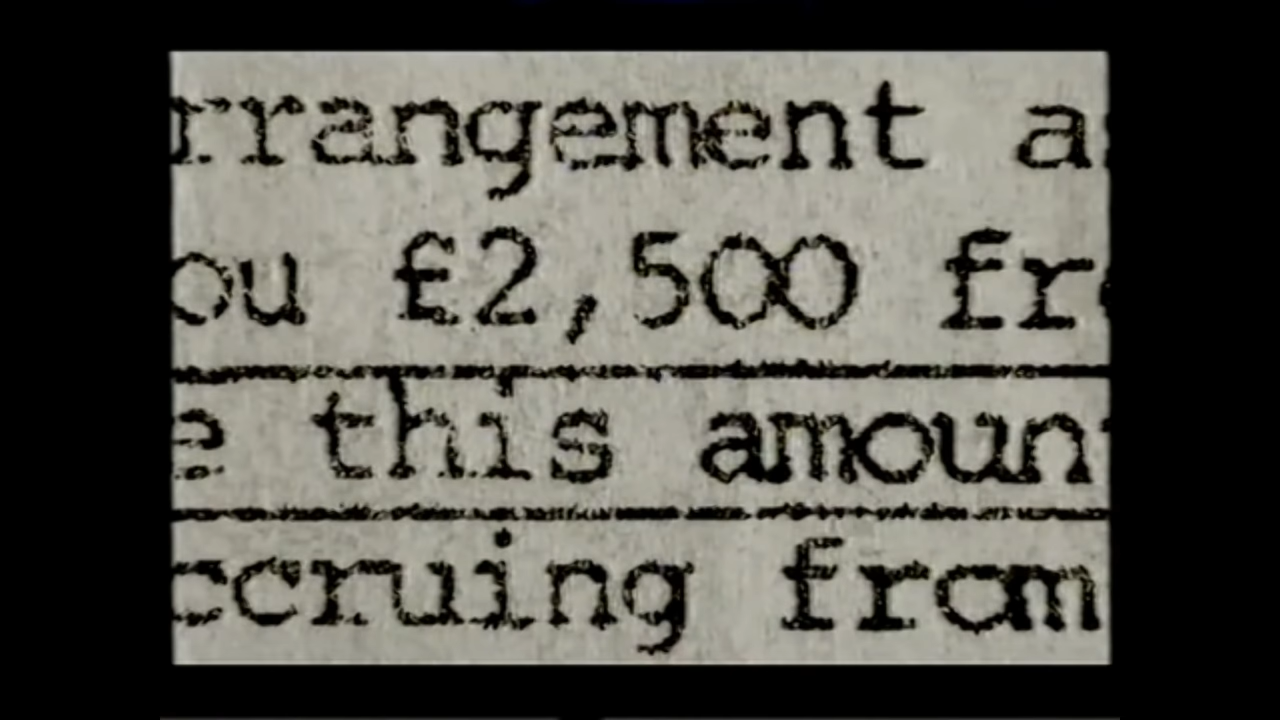 rrangement a
ou £2,500 fr
e this amoun
ccruing from